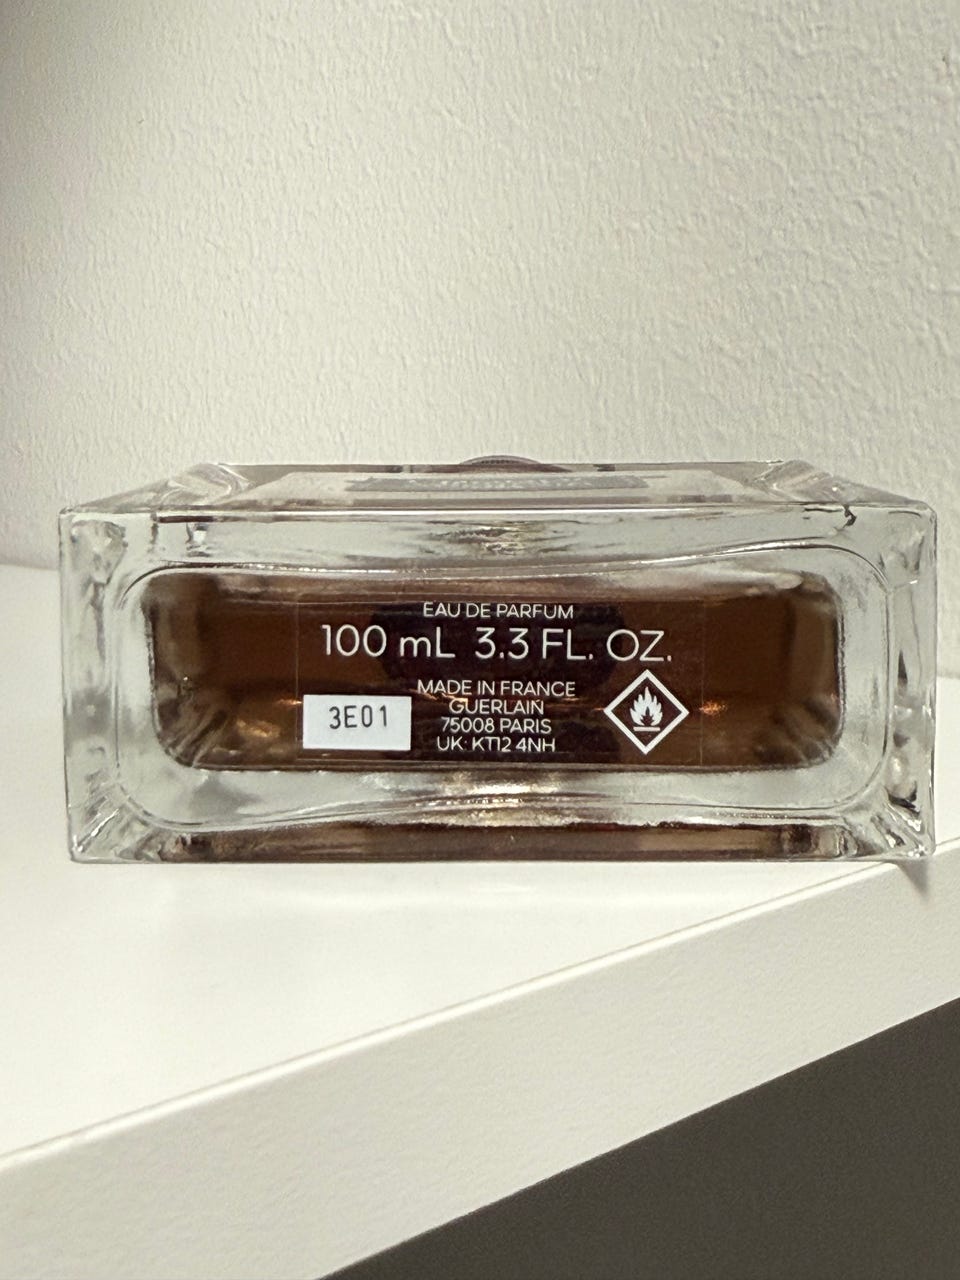 EAU DE PARFUM
100 mL 3.3 FL. OZ.
MADE IN FRANCE
GUERLAIN
75008 PARIS
UK: KT12 4NH
3E01